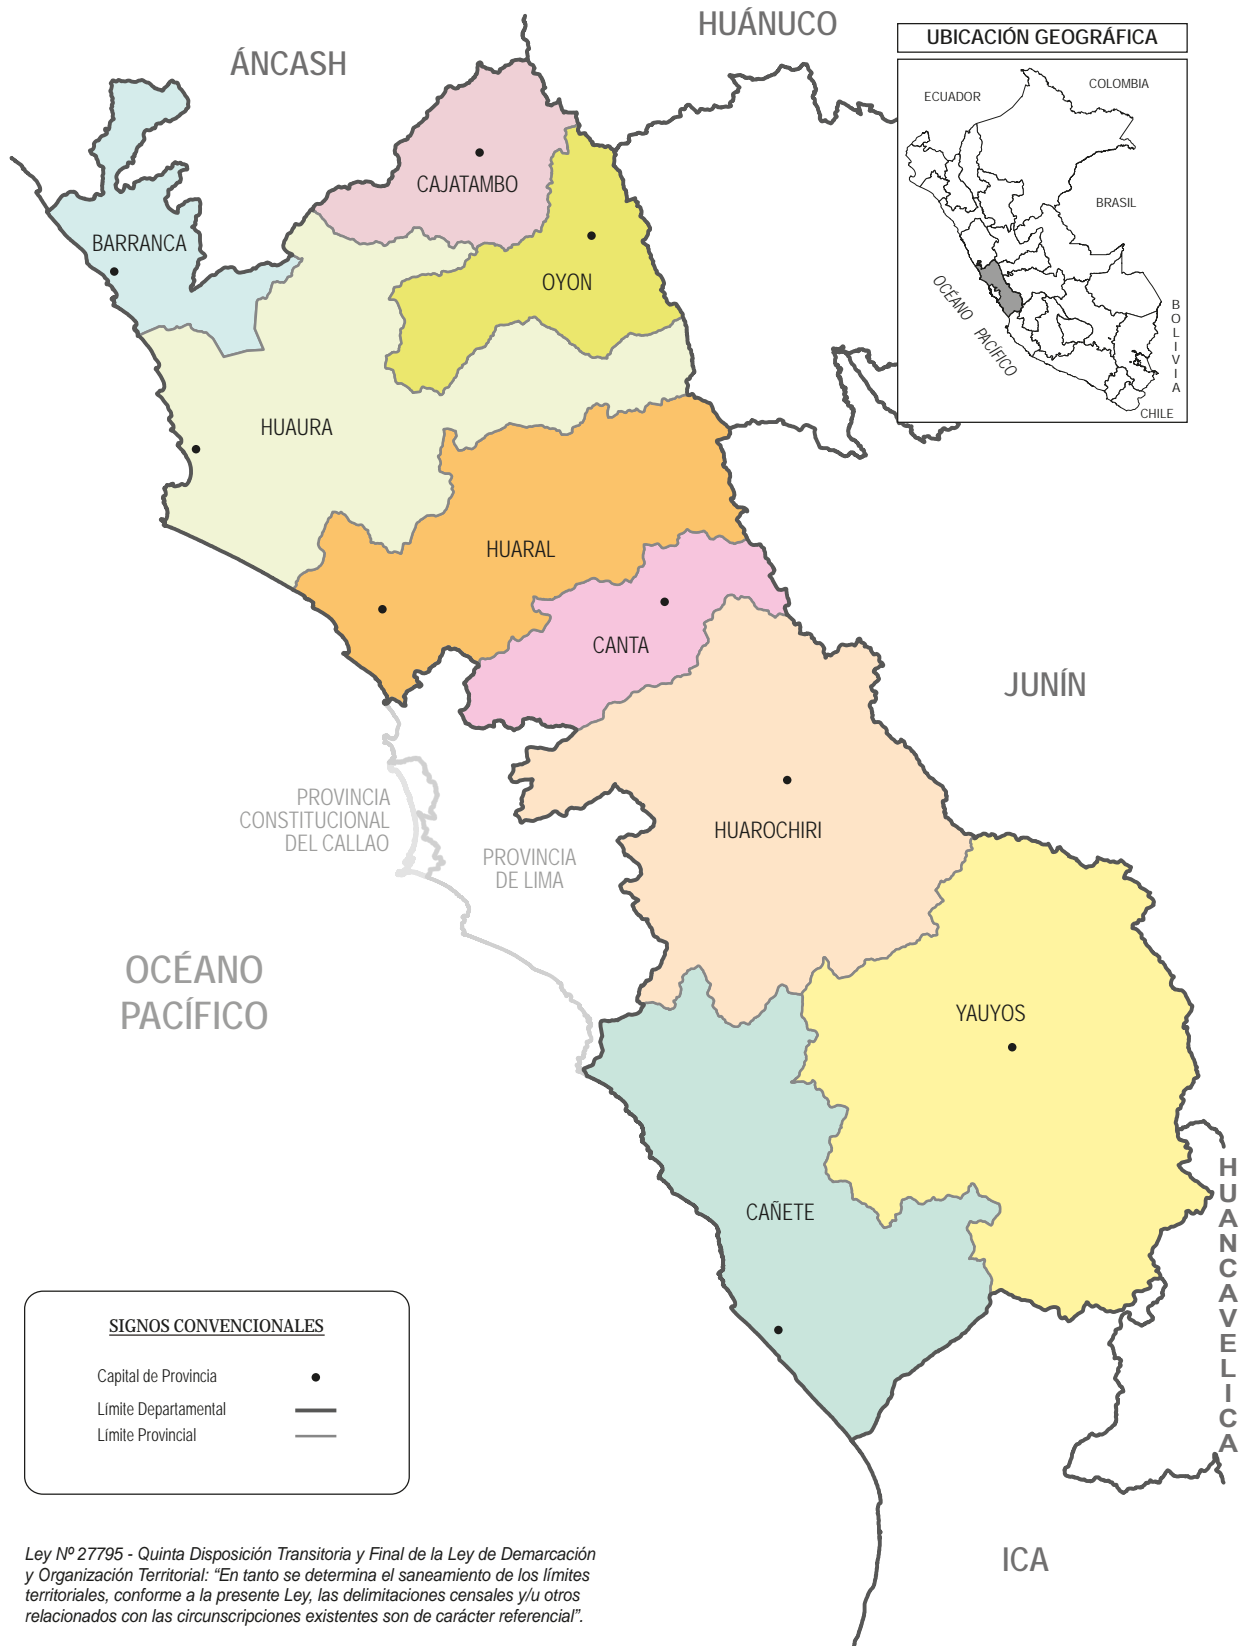 HUÁNUCO
ÁNCASH
UBICACIÓN GEOGRÁFICA
COLOMBIA
ECUADOR
BRASIL
OCÉANO PACÍFICO
BOLIVIA
CHILE
CAJATAMBO
BARRANCA
OYON
HUAURA
HUARAL
CANTA
JUNÍN
PROVINCIA
CONSTITUCIONAL
DEL CALLAO
HUAROCHIRI
PROVINCIA
DE LIMA
OCÉANO
PACÍFICO
YAUYOS
HUANCAVELICA
CAÑETE
SIGNOS CONVENCIONALES
Capital de Provincia
Límite Departamental
Límite Provincial
ICA
Ley Nº 27795 - Quinta Disposición Transitoria y Final de la Ley de Demarcación
y Organización Territorial: “En tanto se determina el saneamiento de los límites
territoriales, conforme a la presente Ley, las delimitaciones censales y/u otros
relacionados con las circunscripciones existentes son de carácter referencial”.